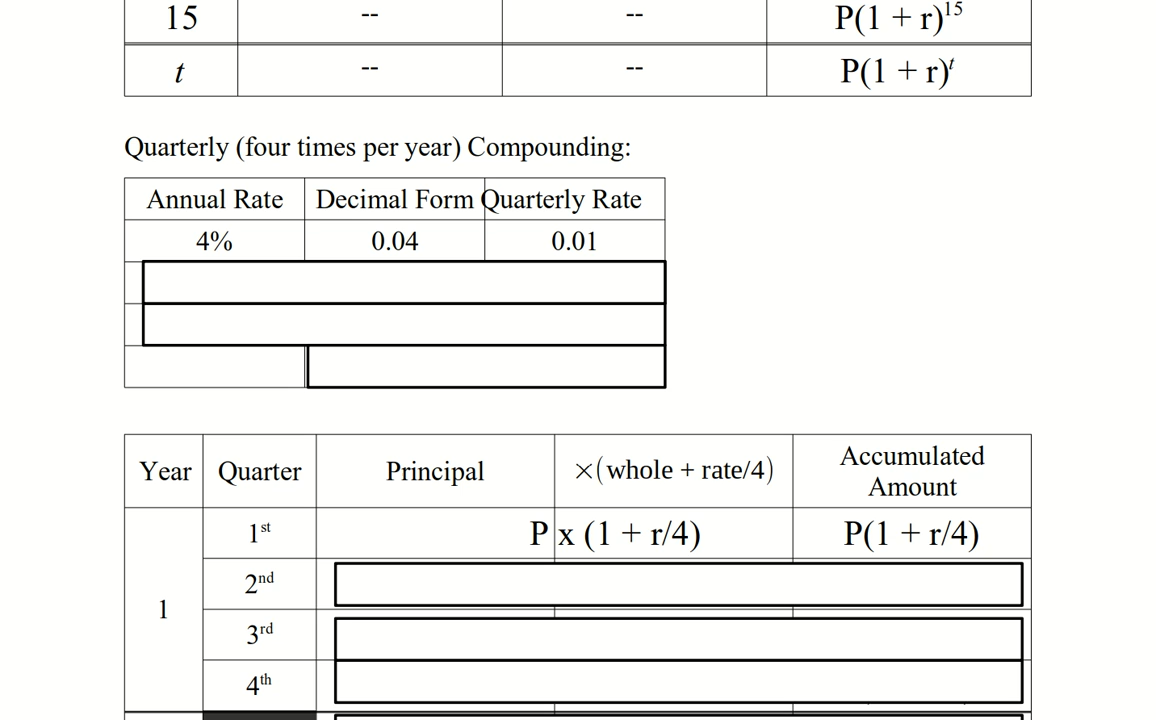 15 -- -- P(1 + r)¹⁵
t -- -- P(1 + r)ᵗ
Quarterly (four times per year) Compounding:
Annual Rate Decimal Form Quarterly Rate
4% 0.04 0.01
Year Quarter Principal ×(whole + rate/4) Accumulated Amount
1 1ˢᵗ P x (1 + r/4) P(1 + r/4)
2ⁿᵈ
3ʳᵈ
4ᵗʰ